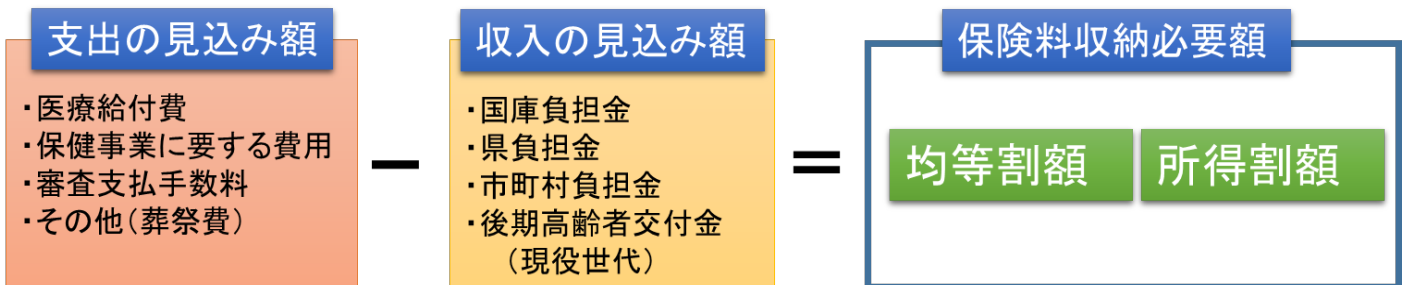 支出の見込み額
・医療給付費
・保健事業に要する費用
・審査支払手数料
・その他(葬祭費)
－
収入の見込み額
・国庫負担金
・県負担金
・市町村負担金
・後期高齢者交付金
(現役世代)
＝
保険料収納必要額
均等割額
所得割額